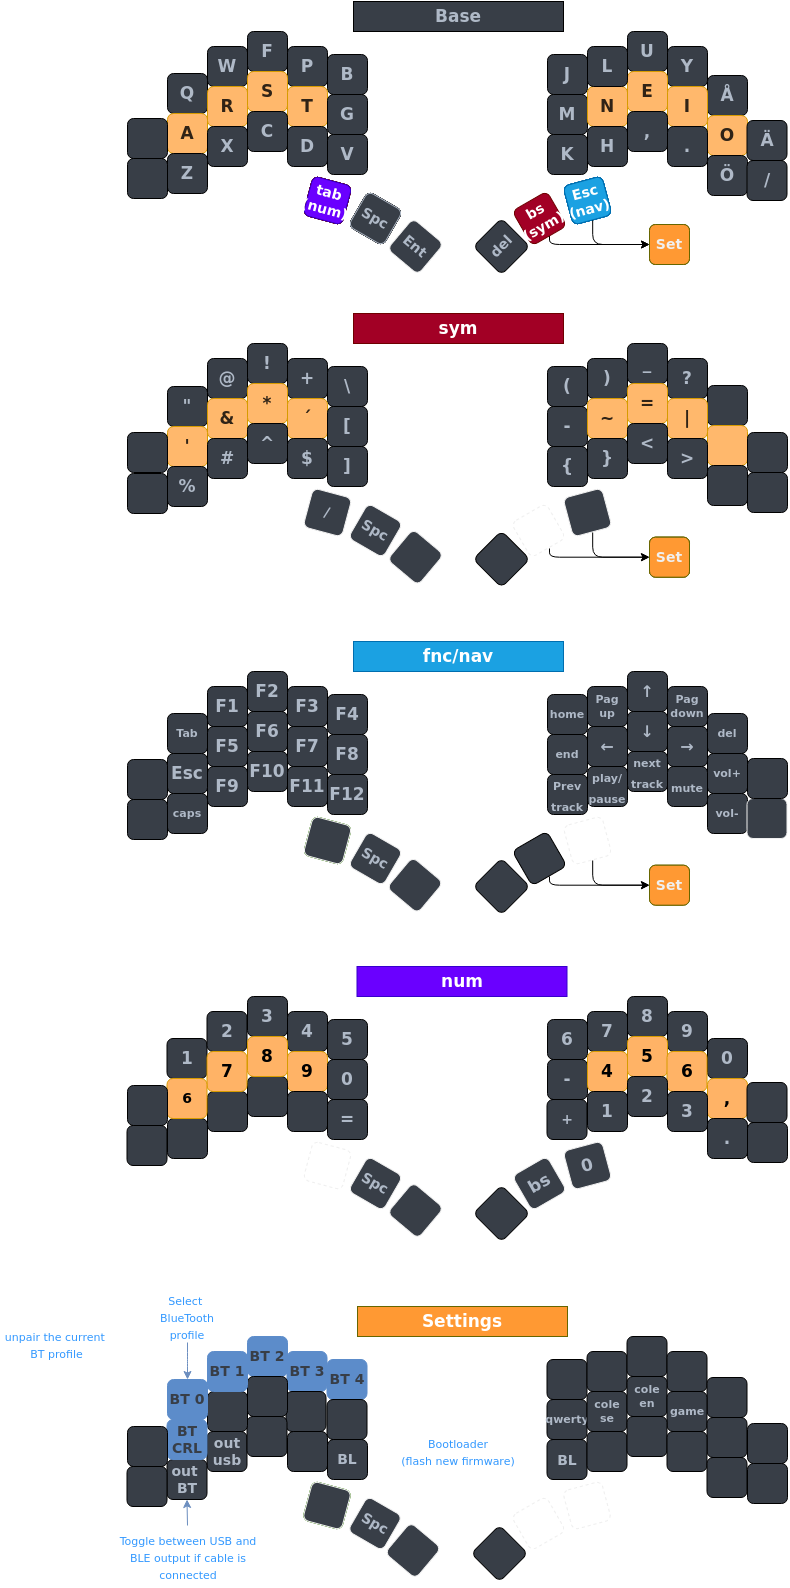 Base
Q W F P B
A R S T G
Z X C D V
J L U Y Å
M N E I O Ä
K H , . Ö /
tab
(num)
Spc
Ent
del
bs
(sym)
Esc
(nav)
Set
sym
" @ ! + \
' & * ´ [
% # ^ $ ]
( ) _ ?
- ~ = |
{ } < >
/
Spc
Set
fnc/nav
Tab F1 F2 F3 F4
Esc F5 F6 F7 F8
caps F9 F10 F11 F12
home
Pag
up
↑
Pag
down
del
end
←
↓
→
vol+
Prev
track
play/
pause
next
track
mute
vol-
Spc
Set
num
1 2 3 4 5
6 7 8 9 0
=
6 7 8 9 0
- 4 5 6 ,
+ 1 2 3 .
Spc
bs
0
Settings
Select
BlueTooth
profile
unpair the current
BT profile
BT 0 BT 1 BT 2 BT 3 BT 4
BT
CRL
out
BT
out
usb
BL
Bootloader
(flash new firmware)
qwerty
cole
se
cole
en
game
BL
Spc
Toggle between USB and
BLE output if cable is
connected